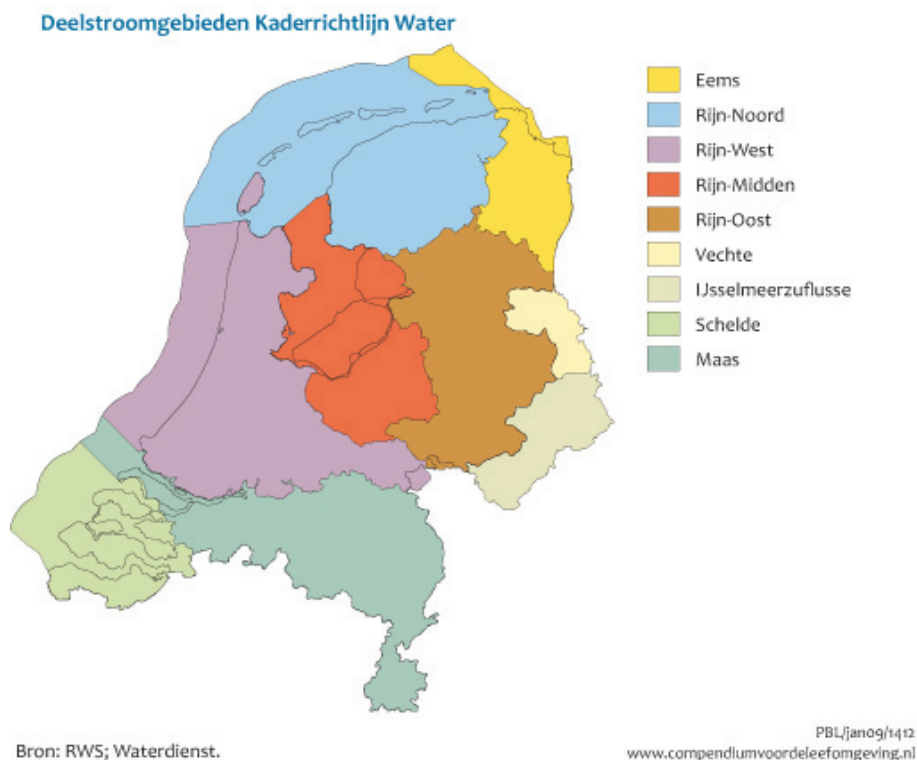 Deelstroomgebieden Kaderrichtlijn Water
Eems
Rijn-Noord
Rijn-West
Rijn-Midden
Rijn-Oost
Vechte
IJsselmeerzuflusse
Schelde
Maas
Bron: RWS; Waterdienst.
PBL/jan09/1412
www.compendiumvoordeleefomgeving.nl